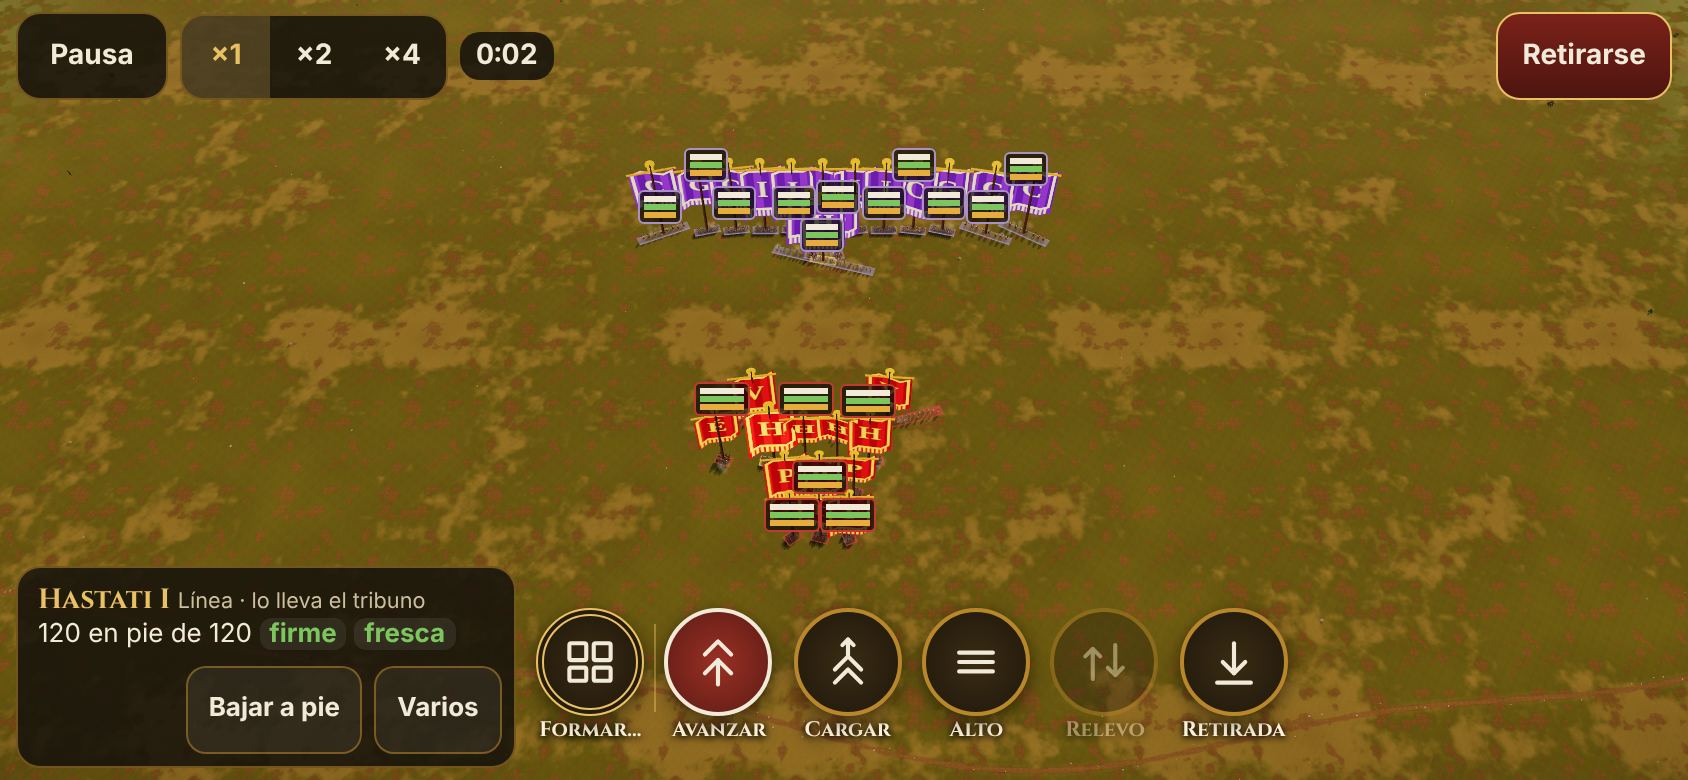 Pausa
×1 ×2 ×4
0:02
Retirarse
V
E H H H H
P P
HASTATI I Línea · lo lleva el tribuno
120 en pie de 120 firme fresca
Bajar a pie
Varios
FORMAR...
AVANZAR
CARGAR
ALTO
RELEVO
RETIRADA